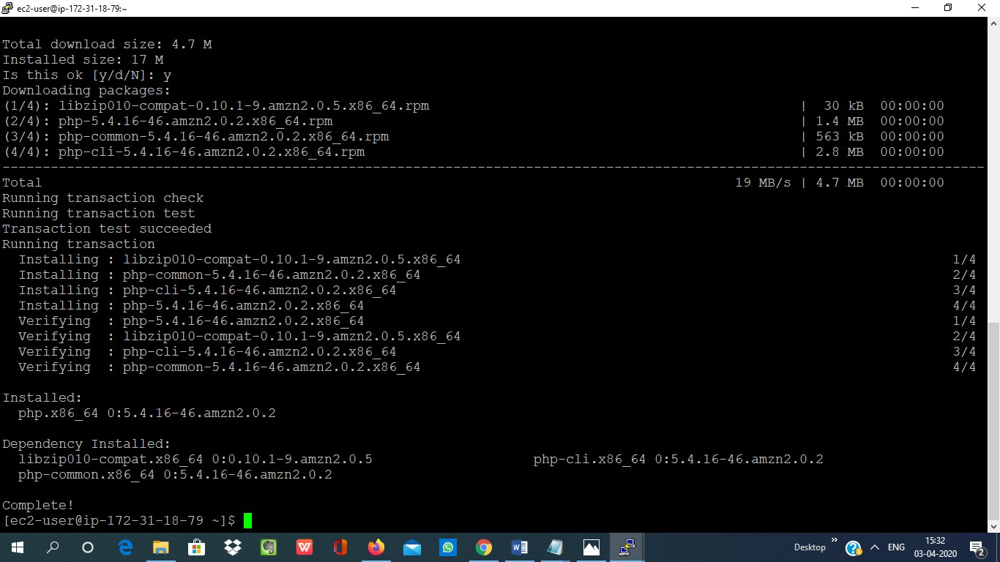 ec2-user@ip-172-31-18-79:~
Total download size: 4.7 M
Installed size: 17 M
Is this ok [y/d/N]: y
Downloading packages:
(1/4): libzip010-compat-0.10.1-9.amzn2.0.5.x86_64.rpm | 30 kB 00:00:00
(2/4): php-5.4.16-46.amzn2.0.2.x86_64.rpm | 1.4 MB 00:00:00
(3/4): php-common-5.4.16-46.amzn2.0.2.x86_64.rpm | 563 kB 00:00:00
(4/4): php-cli-5.4.16-46.amzn2.0.2.x86_64.rpm | 2.8 MB 00:00:00
--------------------------------------------------------------------------------
Total 19 MB/s | 4.7 MB 00:00:00
Running transaction check
Running transaction test
Transaction test succeeded
Running transaction
Installing : libzip010-compat-0.10.1-9.amzn2.0.5.x86_64 1/4
Installing : php-common-5.4.16-46.amzn2.0.2.x86_64 2/4
Installing : php-cli-5.4.16-46.amzn2.0.2.x86_64 3/4
Installing : php-5.4.16-46.amzn2.0.2.x86_64 4/4
Verifying : php-5.4.16-46.amzn2.0.2.x86_64 1/4
Verifying : libzip010-compat-0.10.1-9.amzn2.0.5.x86_64 2/4
Verifying : php-cli-5.4.16-46.amzn2.0.2.x86_64 3/4
Verifying : php-common-5.4.16-46.amzn2.0.2.x86_64 4/4
Installed:
php.x86_64 0:5.4.16-46.amzn2.0.2
Dependency Installed:
libzip010-compat.x86_64 0:0.10.1-9.amzn2.0.5 php-cli.x86_64 0:5.4.16-46.amzn2.0.2
php-common.x86_64 0:5.4.16-46.amzn2.0.2
Complete!
[ec2-user@ip-172-31-18-79 ~]$
Desktop » ENG 15:32
03-04-2020 2